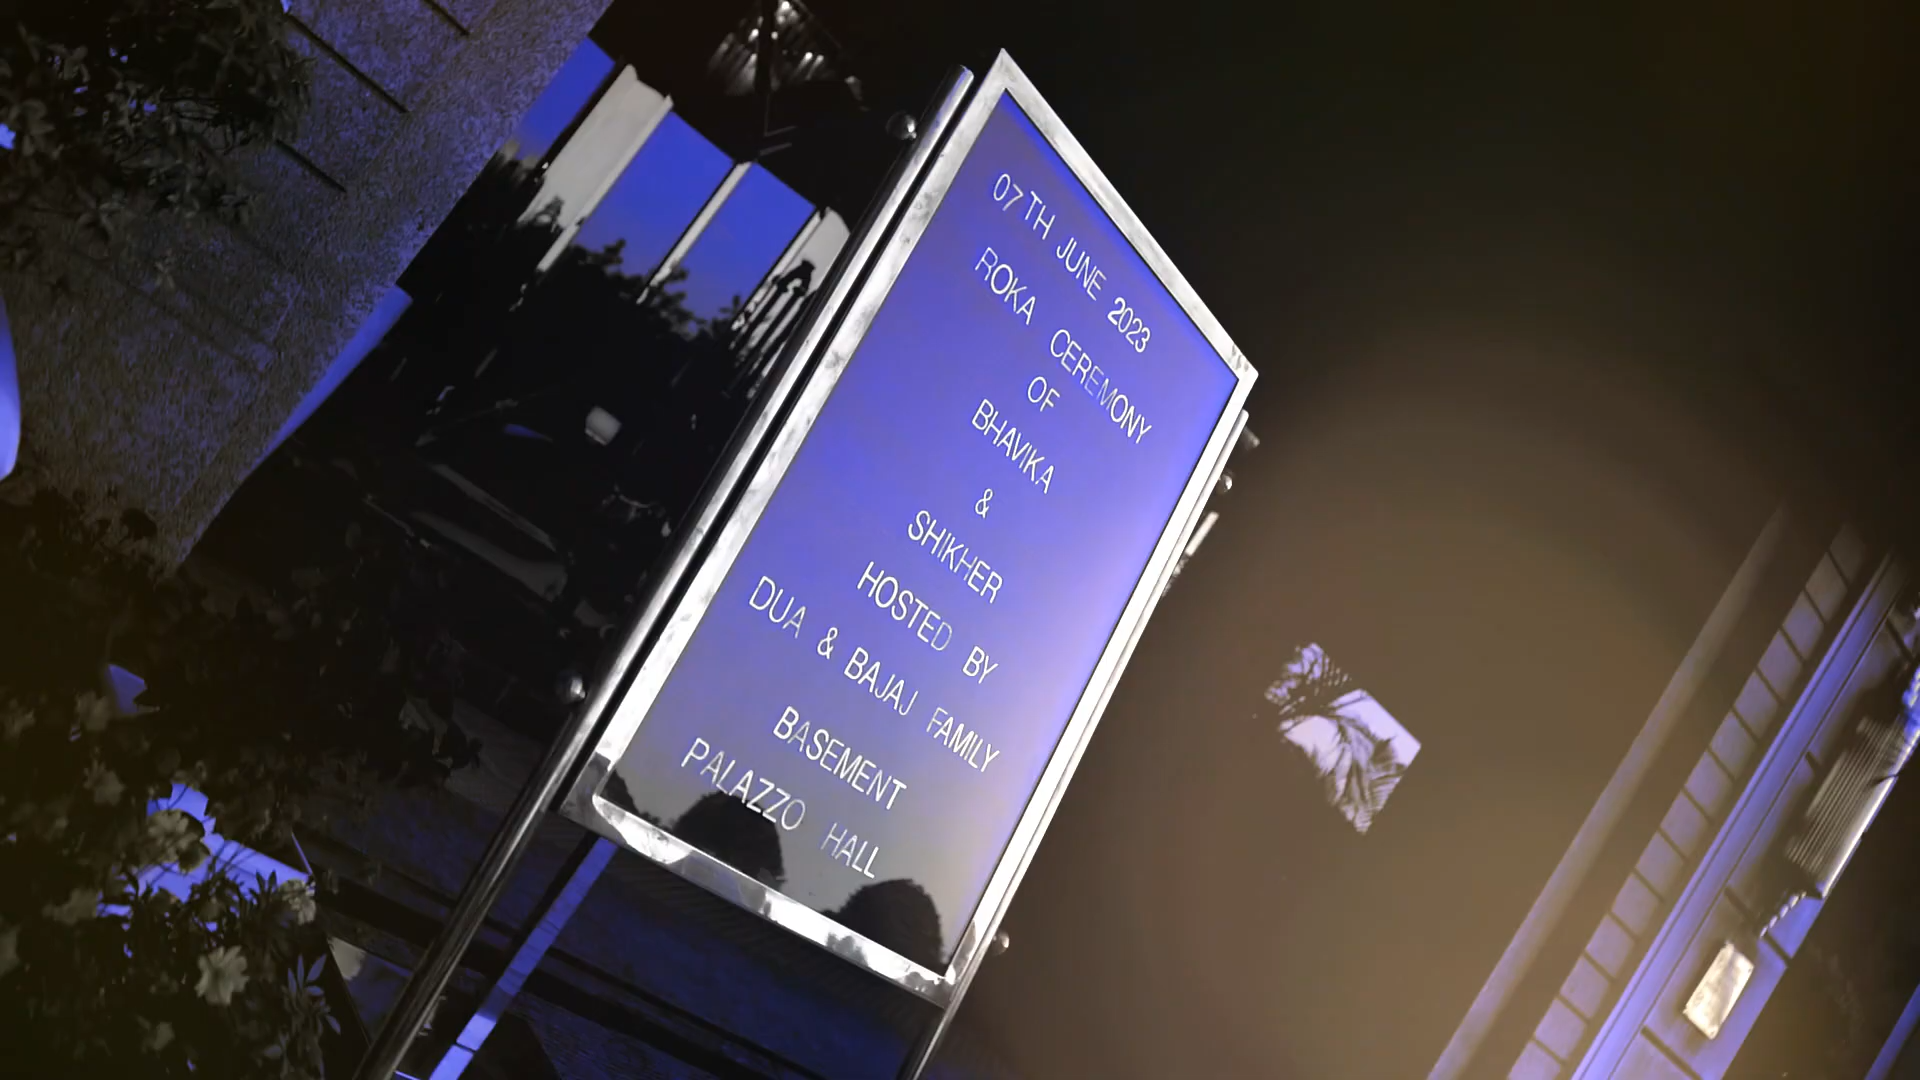 07TH JUNE 2023
ROKA CEREMONY
OF
BHAVIKA
&
SHIKHER
HOSTED BY
DUA & BAJAJ FAMILY
BASEMENT
PALAZZO HALL